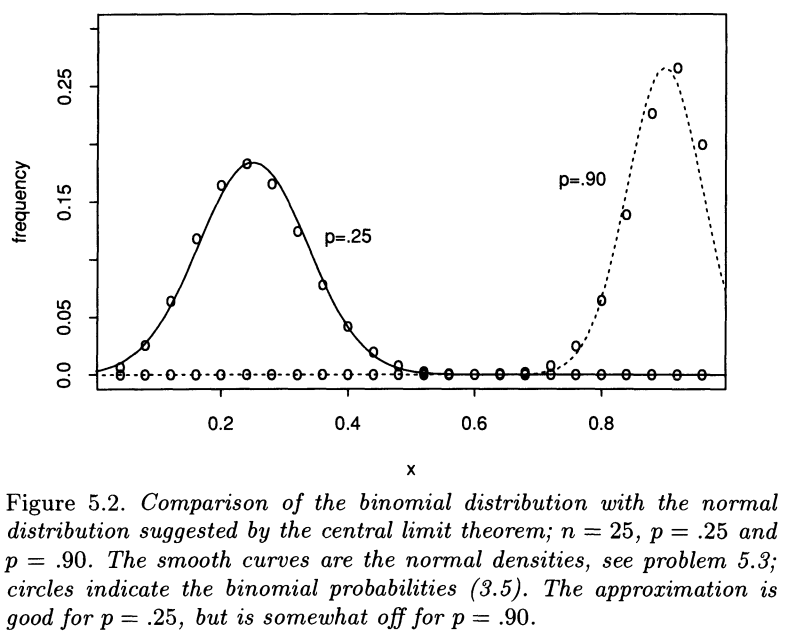 0.25
0.15
0.05
0.0
frequency
p=.25
p=.90
0.2 0.4 0.6 0.8
x
Figure 5.2. Comparison of the binomial distribution with the normal
distribution suggested by the central limit theorem; n = 25, p = .25 and
p = .90. The smooth curves are the normal densities, see problem 5.3;
circles indicate the binomial probabilities (3.5). The approximation is
good for p = .25, but is somewhat off for p = .90.